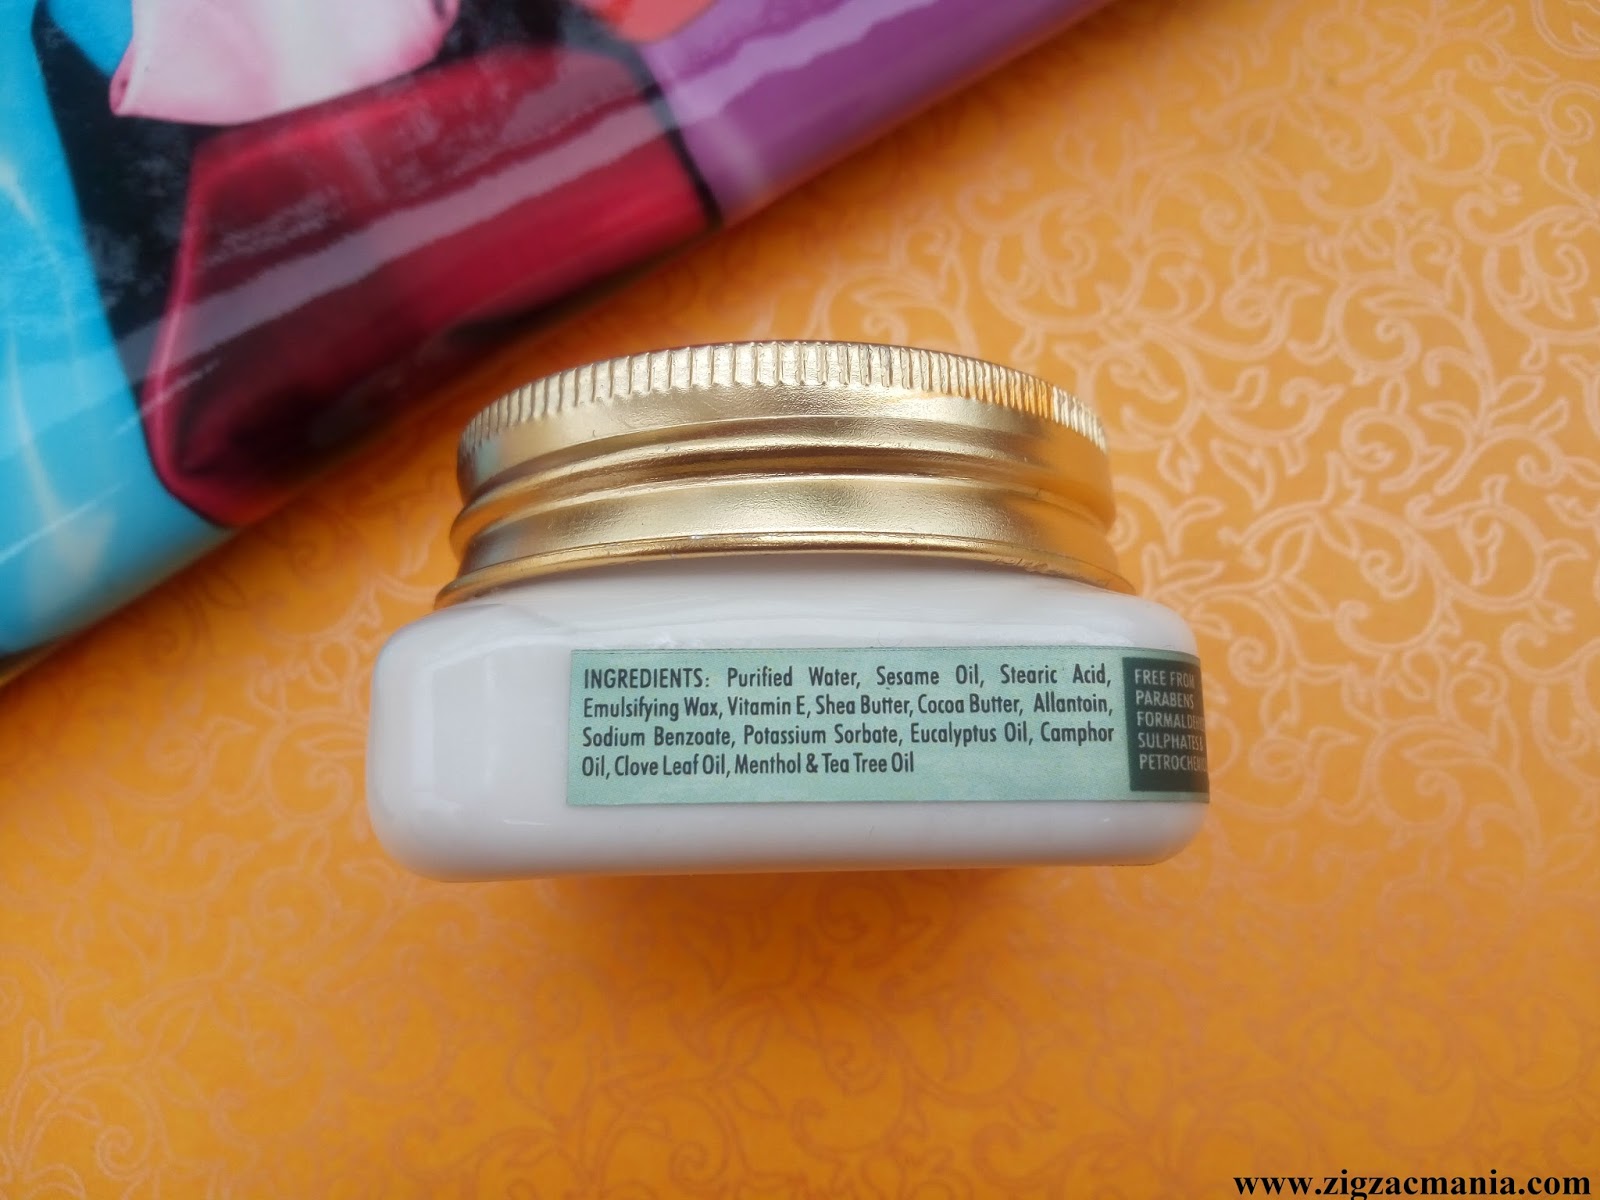 INGREDIENTS: Purified Water, Sesame Oil, Stearic Acid,
Emulsifying Wax, Vitamin E, Shea Butter, Cocoa Butter, Allantoin,
Sodium Benzoate, Potassium Sorbate, Eucalyptus Oil, Camphor
Oil, Clove Leaf Oil, Menthol & Tea Tree Oil
FREE FROM
PARABENS
SULPHATES &
www.zigzacmania.com